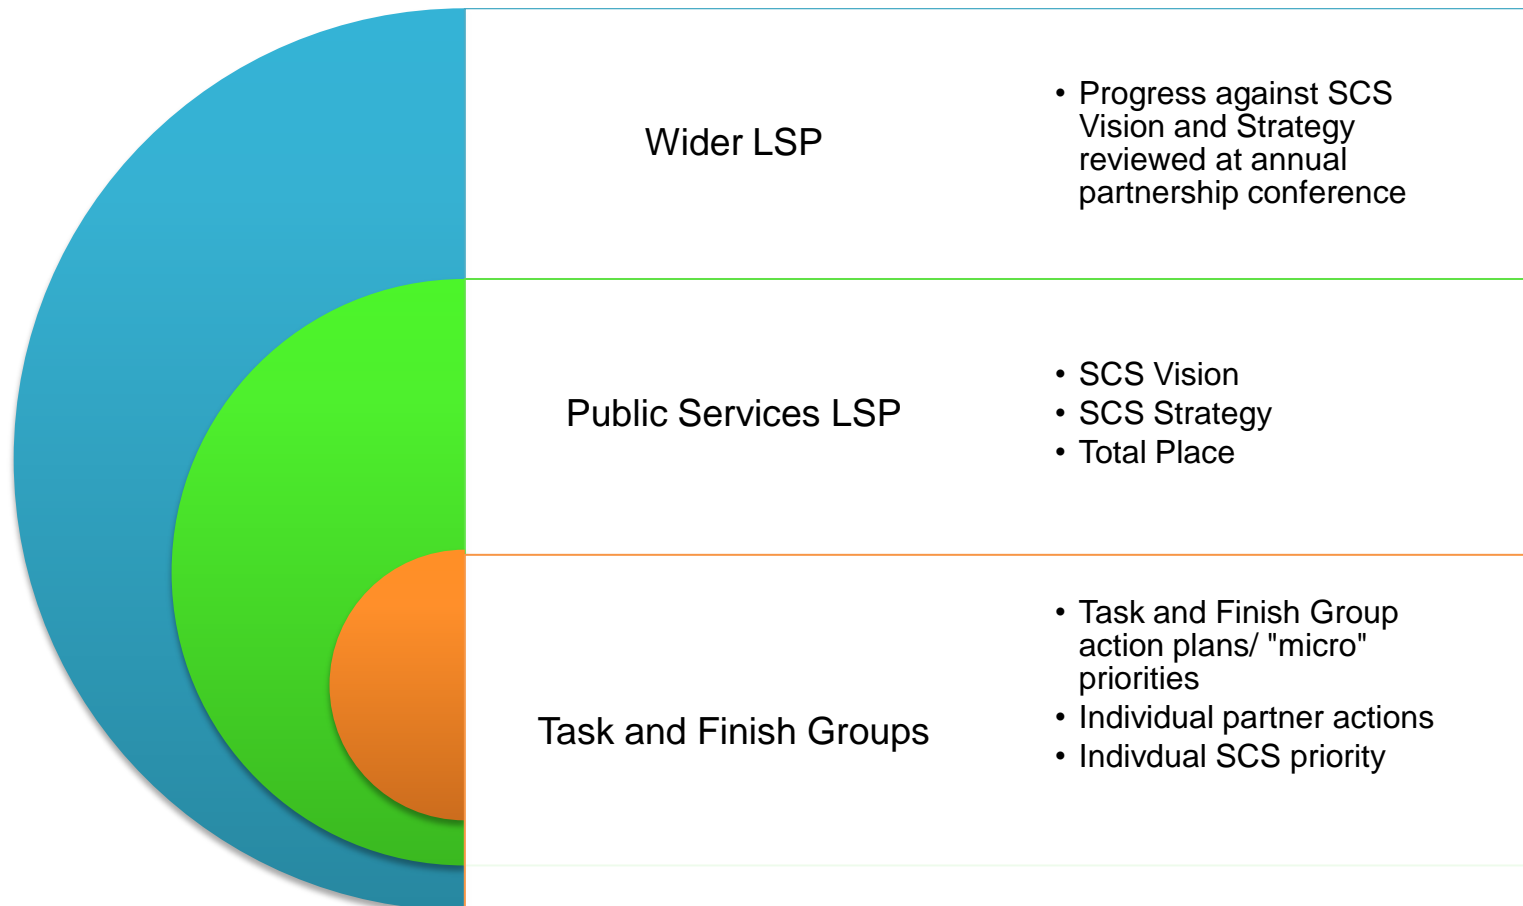 Wider LSP
• Progress against SCS
Vision and Strategy
reviewed at annual
partnership conference
Public Services LSP
• SCS Vision
• SCS Strategy
• Total Place
Task and Finish Groups
• Task and Finish Group
action plans/ "micro"
priorities
• Individual partner actions
• Indivdual SCS priority